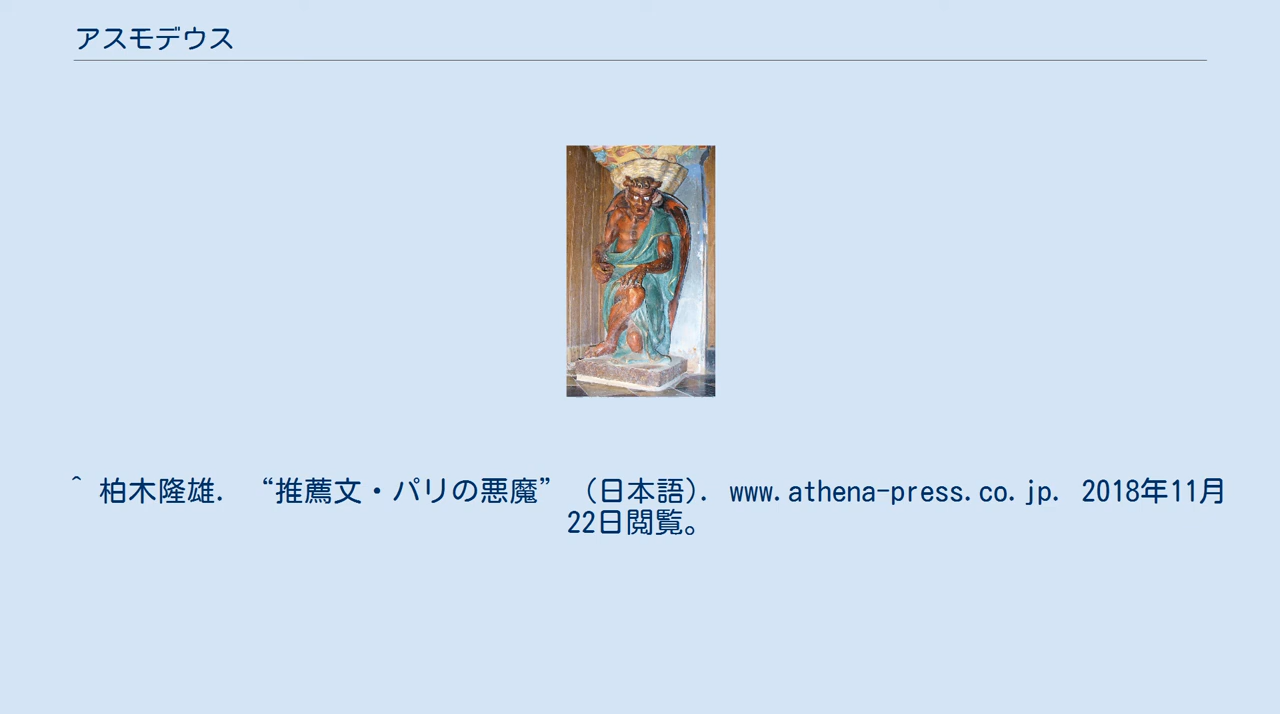 アスモデウス
^ 柏木隆雄. “推薦文・パリの悪魔” (日本語). www.athena-press.co.jp. 2018年11月
22日閲覧。